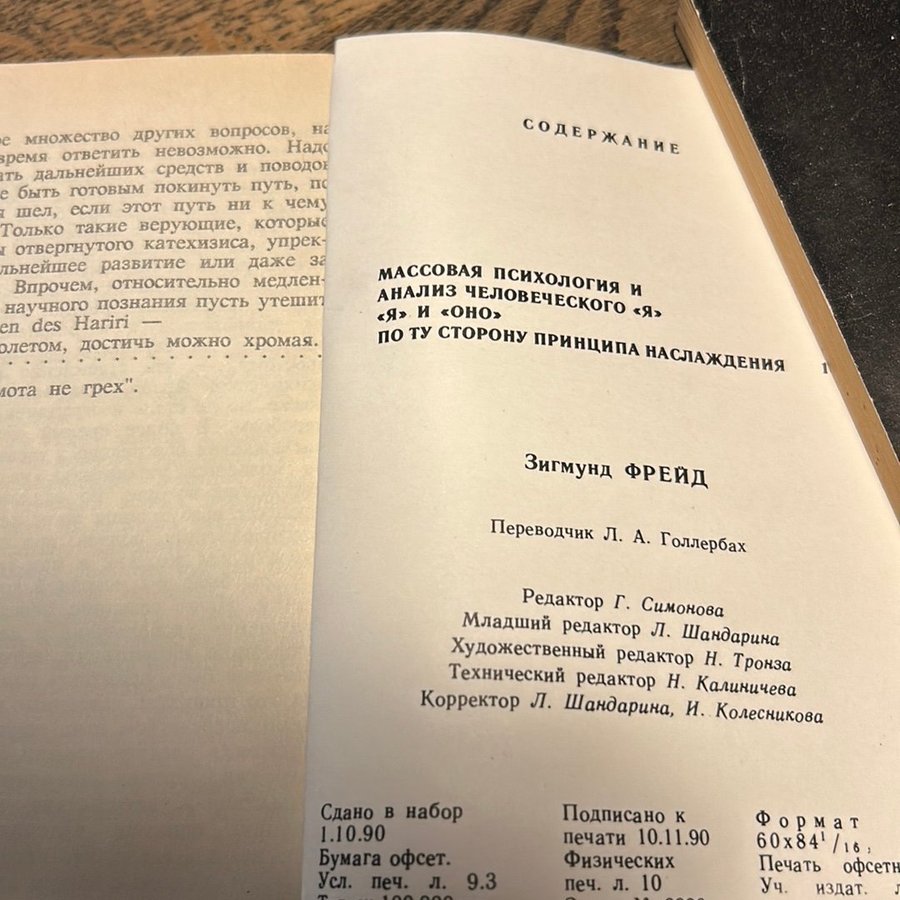 множество других вопросов, на
время ответить невозможно. Надо
дальнейших средств и поводов
е быть готовым покинуть путь, по
шел, если этот путь ни к чему
Только такие верующие, которые
отвергнутого катехизиса, упрек-
развитие или даже за
Впрочем, относительно медлен-
научного познания пусть утешит
en des Hariri —
олетом, достичь можно хромая.
мота не грех".
СОДЕРЖАНИЕ
МАССОВАЯ ПСИХОЛОГИЯ И
АНАЛИЗ ЧЕЛОВЕЧЕСКОГО «Я»
«Я» И «ОНО»
ПО ТУ СТОРОНУ ПРИНЦИПА НАСЛАЖДЕНИЯ 1
Зигмунд ФРЕЙД
Переводчик Л. А. Голлербах
Редактор Г. Симонова
Младший редактор Л. Шандарина
Художественный редактор Н. Тронза
Технический редактор Н. Калиничева
Корректор Л. Шандарина, И. Колесникова
Сдано в набор
1.10.90
Бумага офсет.
Усл. печ. л. 9.3
Подписано к
печати 10.11.90
Физических
печ. л. 10
Формат
60х84¹/₁₆,
Печать офсетн
Уч. издат. л